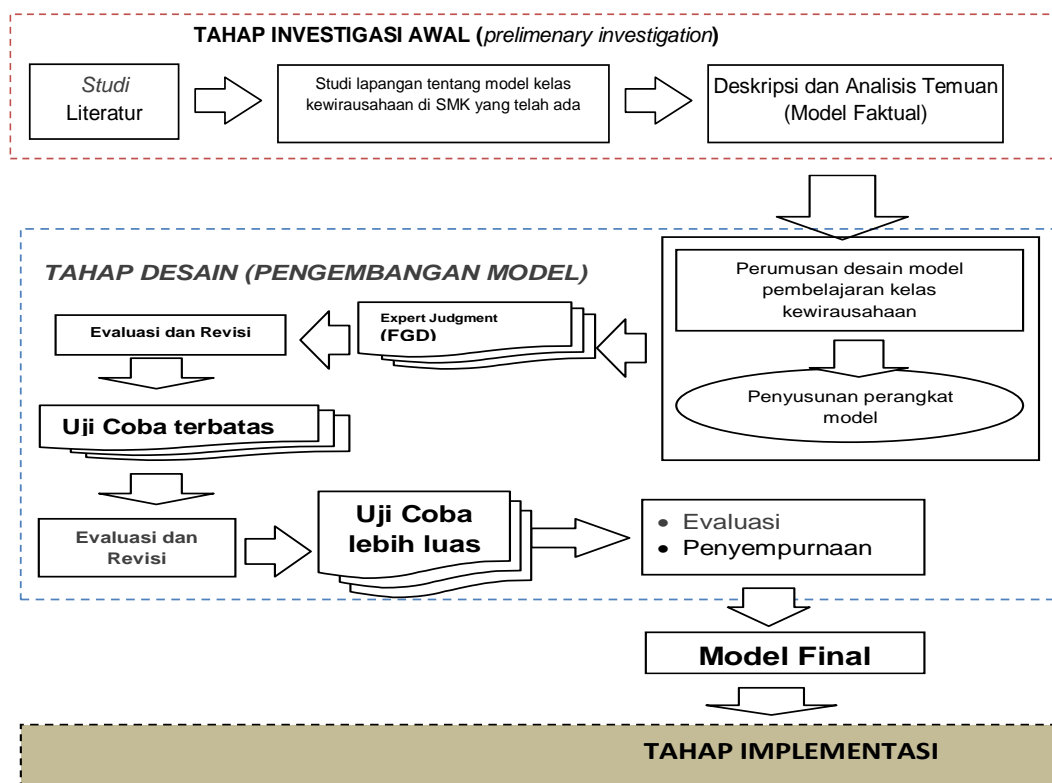 TAHAP INVESTIGASI AWAL (prelimenary investigation)
Studi
Literatur
Studi lapangan tentang model kelas
kewirausahaan di SMK yang telah ada
Deskripsi dan Analisis Temuan
(Model Faktual)
TAHAP DESAIN (PENGEMBANGAN MODEL)
Perumusan desain model
pembelajaran kelas
kewirausahaan
Penyusunan perangkat
model
Expert Judgment
(FGD)
Evaluasi dan Revisi
Uji Coba terbatas
Evaluasi dan
Revisi
Uji Coba
lebih luas
• Evaluasi
• Penyempurnaan
Model Final
TAHAP IMPLEMENTASI